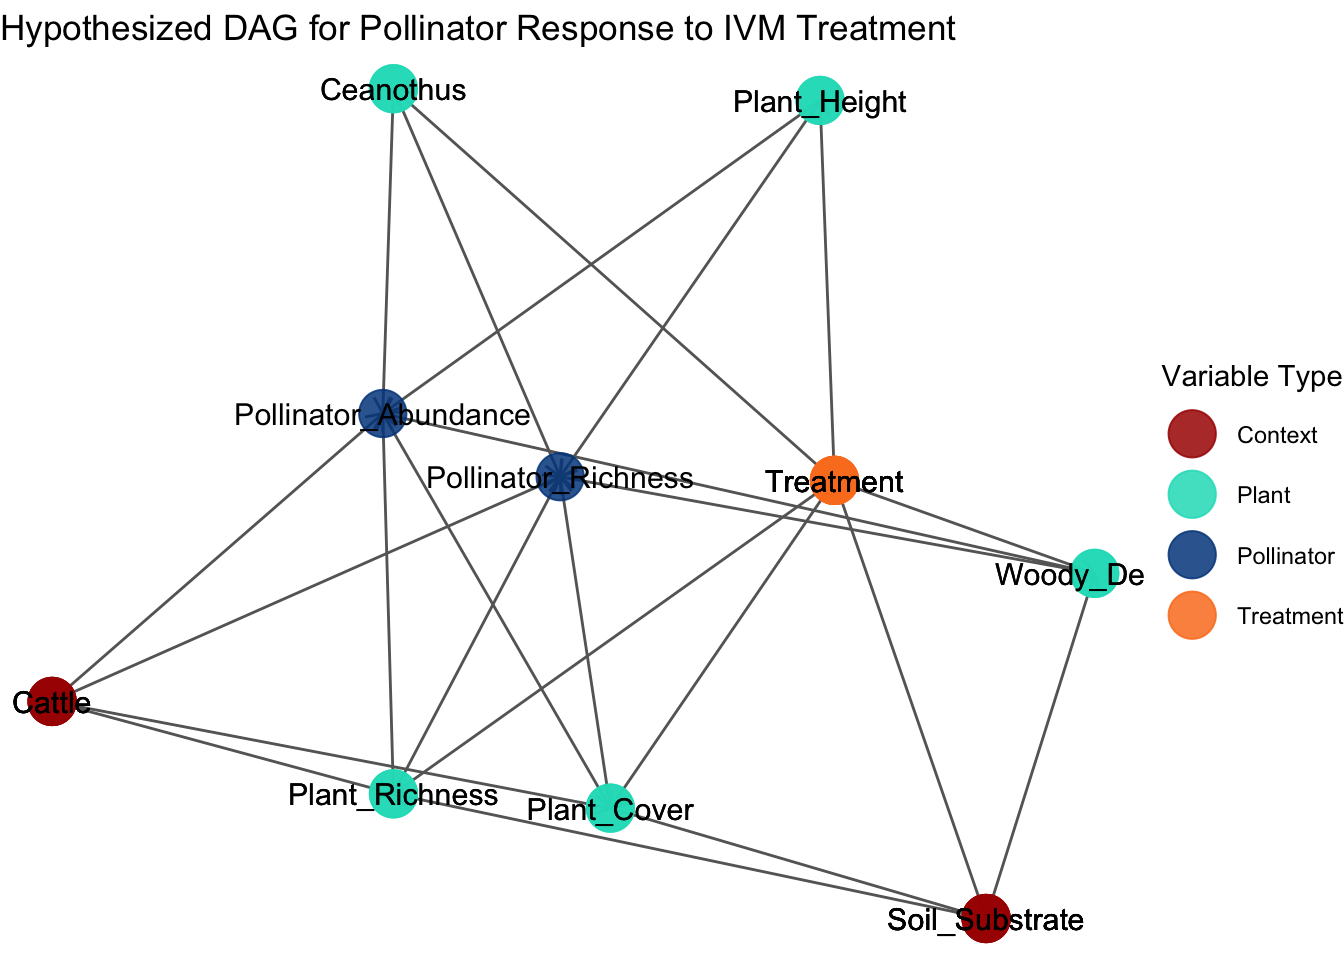 Hypothesized DAG for Pollinator Response to IVM Treatment
Ceanothus
Plant_Height
Pollinator_Abundance
Pollinator_Richness
Treatment
Woody_De
Cattle
Plant_Richness
Plant_Cover
Soil_Substrate
Variable Type
Context
Plant
Pollinator
Treatment